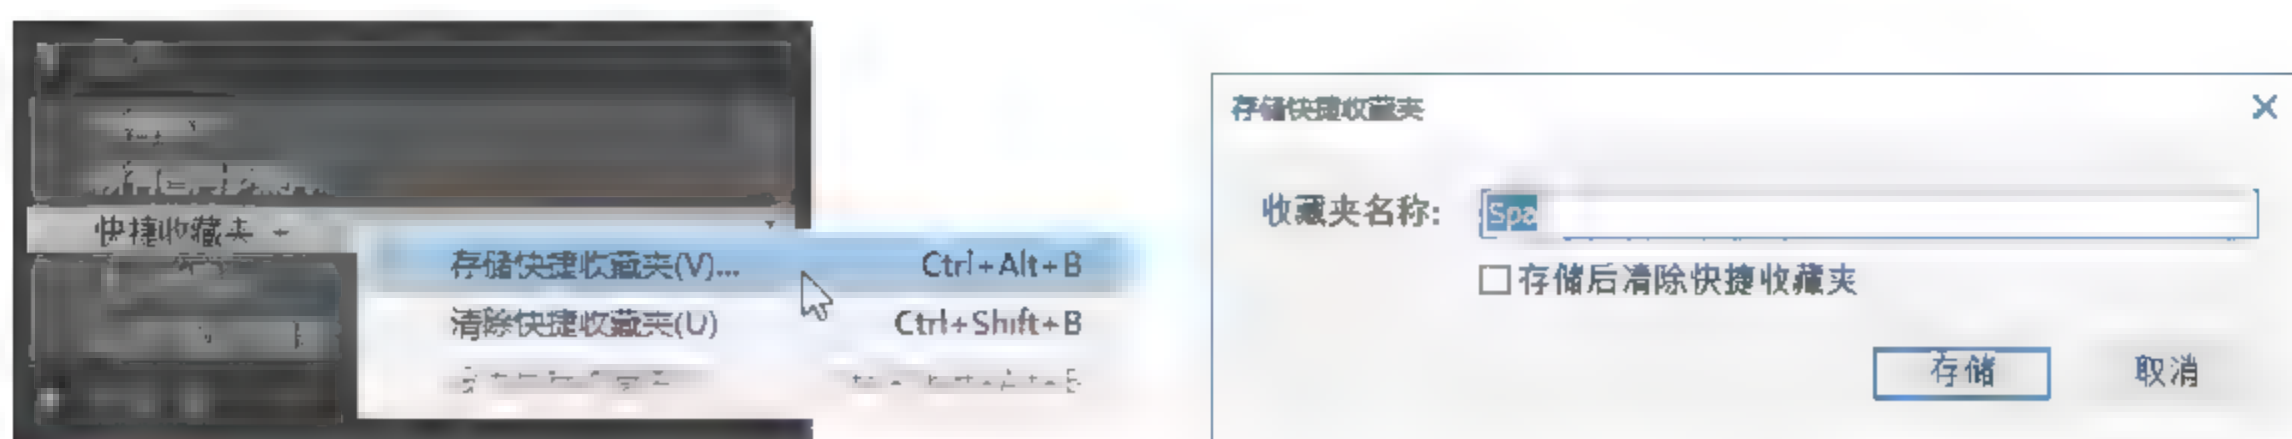 快捷收藏夹
存储快捷收藏夹(V)... Ctrl+Alt+B
清除快捷收藏夹(U) Ctrl+Shift+B
存储快捷收藏夹
收藏夹名称: Spa
存储后清除快捷收藏夹
存储 取消